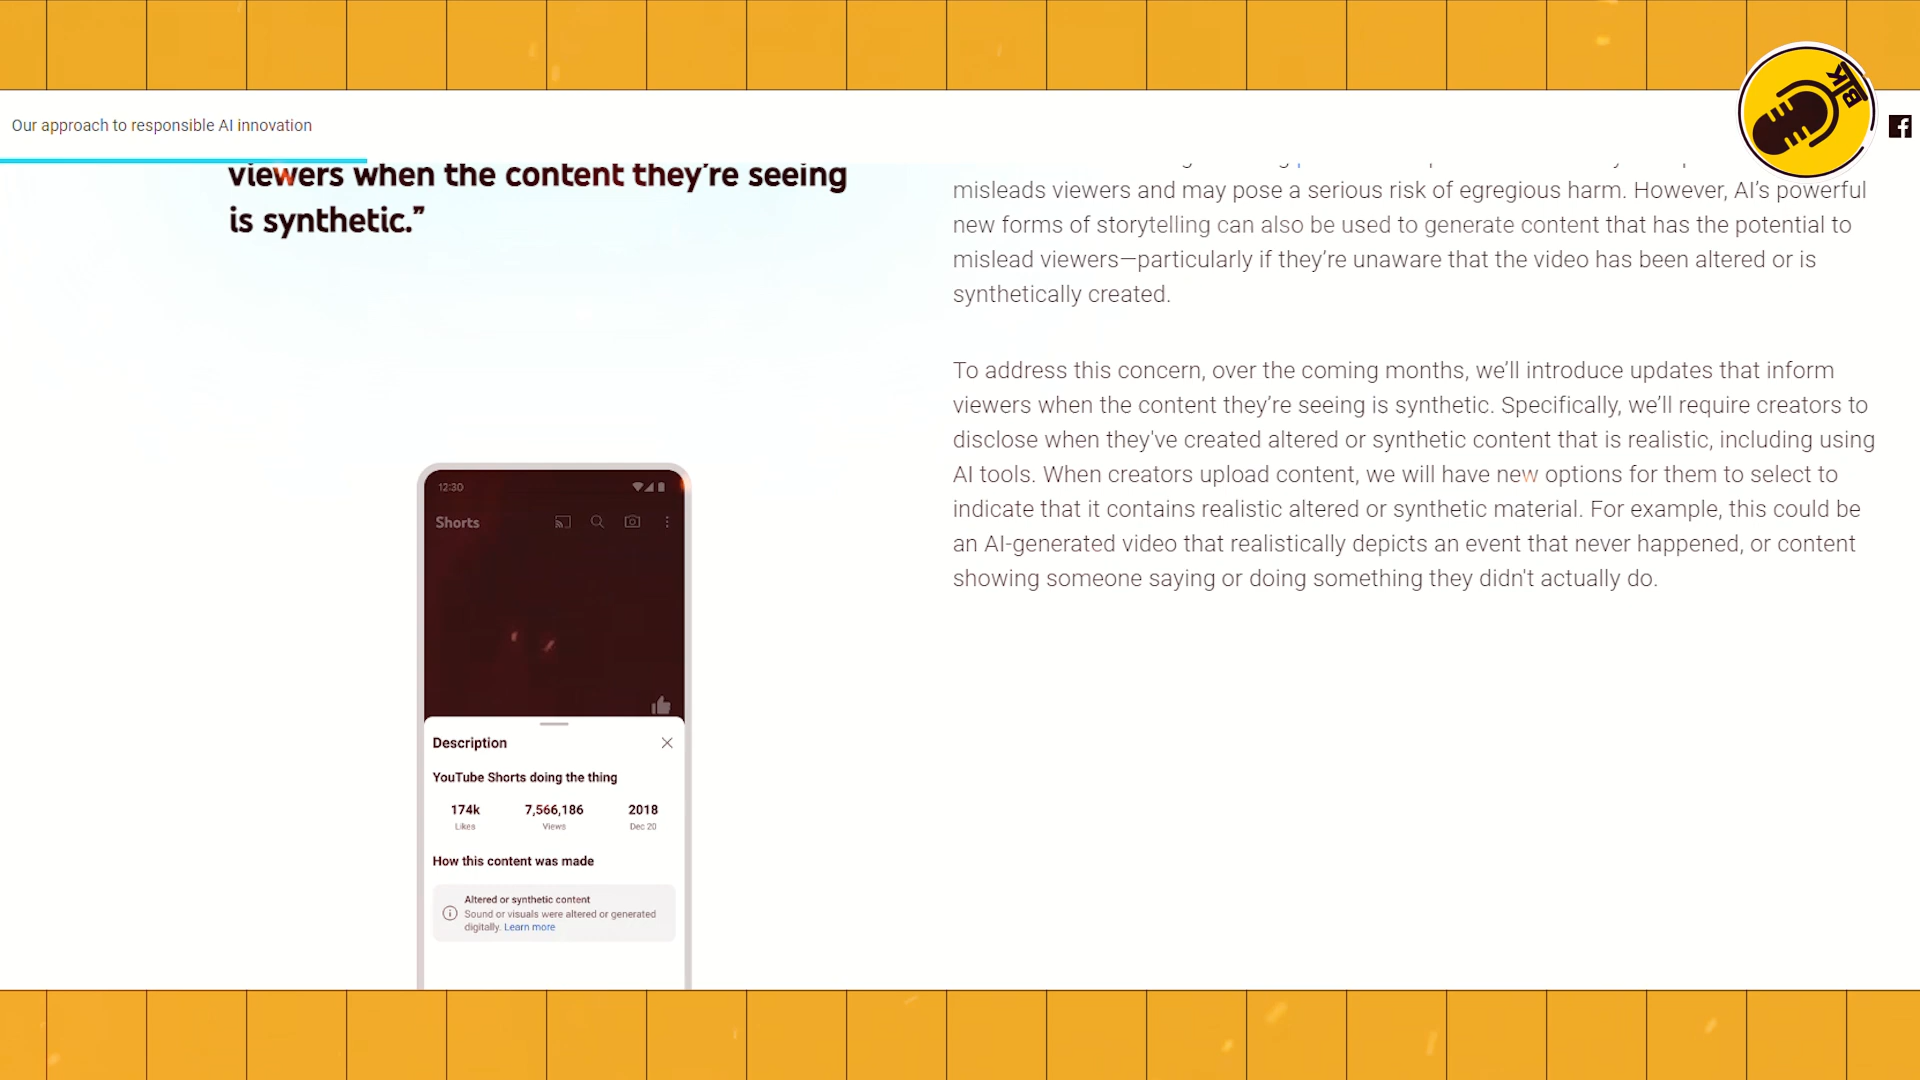 Our approach to responsible AI innovation
viewers when the content they're seeing
is synthetic.”
misleads viewers and may pose a serious risk of egregious harm. However, AI’s powerful
new forms of storytelling can also be used to generate content that has the potential to
mislead viewers—particularly if they’re unaware that the video has been altered or is
synthetically created.
To address this concern, over the coming months, we’ll introduce updates that inform
viewers when the content they’re seeing is synthetic. Specifically, we’ll require creators to
disclose when they've created altered or synthetic content that is realistic, including using
AI tools. When creators upload content, we will have new options for them to select to
indicate that it contains realistic altered or synthetic material. For example, this could be
an AI-generated video that realistically depicts an event that never happened, or content
showing someone saying or doing something they didn't actually do.
12:30
Shorts
Description
YouTube Shorts doing the thing
174k 7,566,186 2018
Likes Views Dec 20
How this content was made
Altered or synthetic content
Sound or visuals were altered or generated
digitally. Learn more
BTK